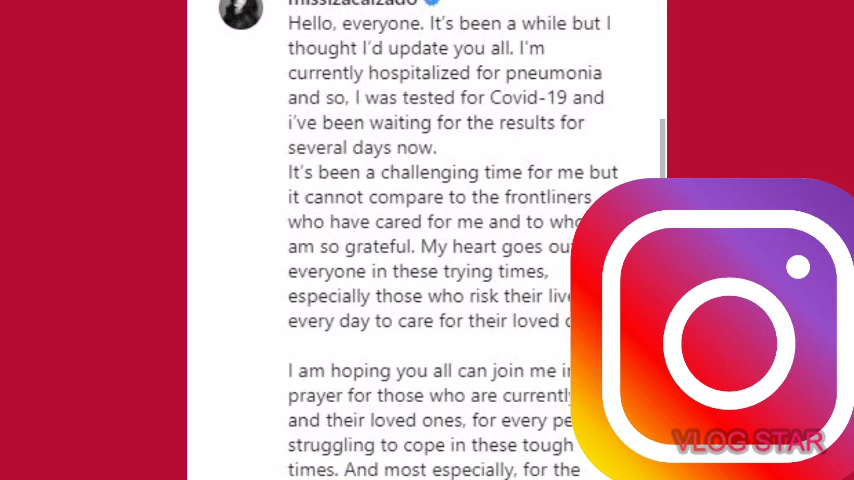 missizacalzado
Hello, everyone. It's been a while but I
thought I'd update you all. I'm
currently hospitalized for pneumonia
and so, I was tested for Covid-19 and
i've been waiting for the results for
several days now.
It's been a challenging time for me but
it cannot compare to the frontliners
who have cared for me and to
am so grateful. My heart goes
everyone in these trying times,
especially those who risk their
every day to care for their loved
I am hoping you all can join me
prayer for those who are currently
and their loved ones, for every
struggling to cope in these tough
times. And most especially, for the
VLOG STAR